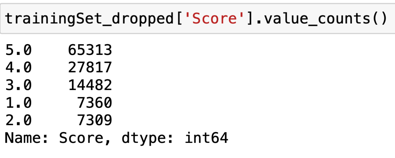 trainingSet_dropped['Score'].value_counts()
5.0    65313
4.0    27817
3.0    14482
1.0     7360
2.0     7309
Name: Score, dtype: int64